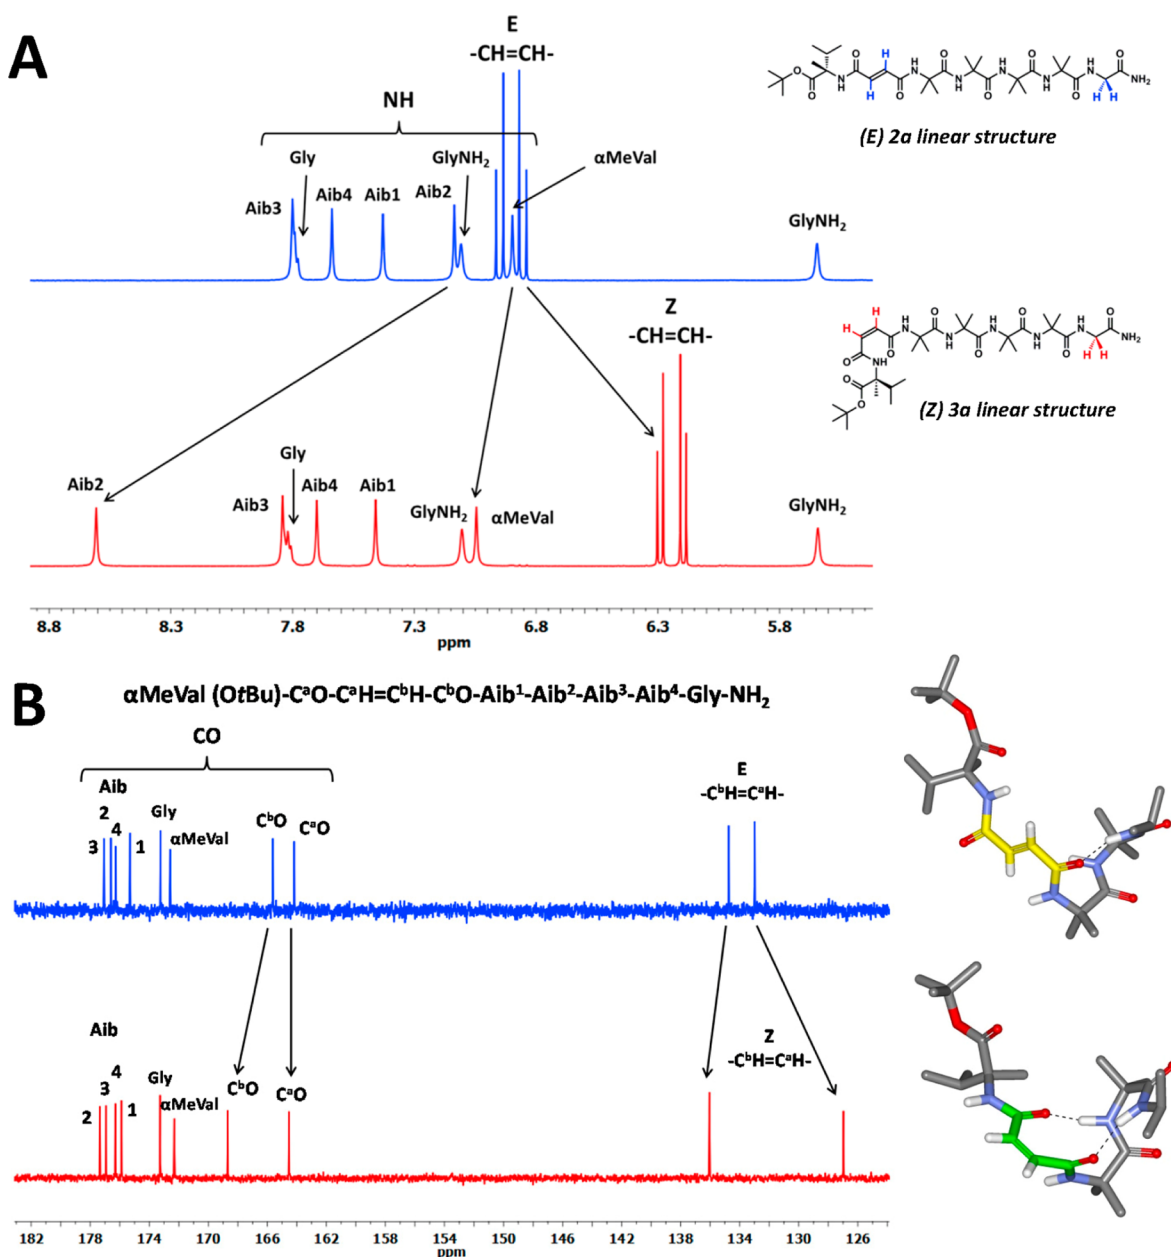 A
E
-CH=CH-
NH
Gly
GlyNH2
αMeVal
Aib3
Aib4
Aib1
Aib2
GlyNH2
(E) 2a linear structure
Z
-CH=CH-
(Z) 3a linear structure
Aib2
Aib3
Gly
Aib4
Aib1
GlyNH2
αMeVal
GlyNH2
8.8 8.3 7.8 7.3 6.8 6.3 5.8
ppm
B
αMeVal (OtBu)-CᵃO-CᵃH=CᵇH-CᵇO-Aib¹-Aib²-Aib³-Aib⁴-Gly-NH2
CO
Aib
2
3
4
1
Gly
αMeVal
CᵇO
CᵃO
E
-CᵇH=CᵃH-
Aib
2
3
4
1
Gly
αMeVal
CᵇO
CᵃO
Z
-CᵇH=CᵃH-
182 178 174 170 166 162 158 154 150 146 142 138 134 130 126
ppm